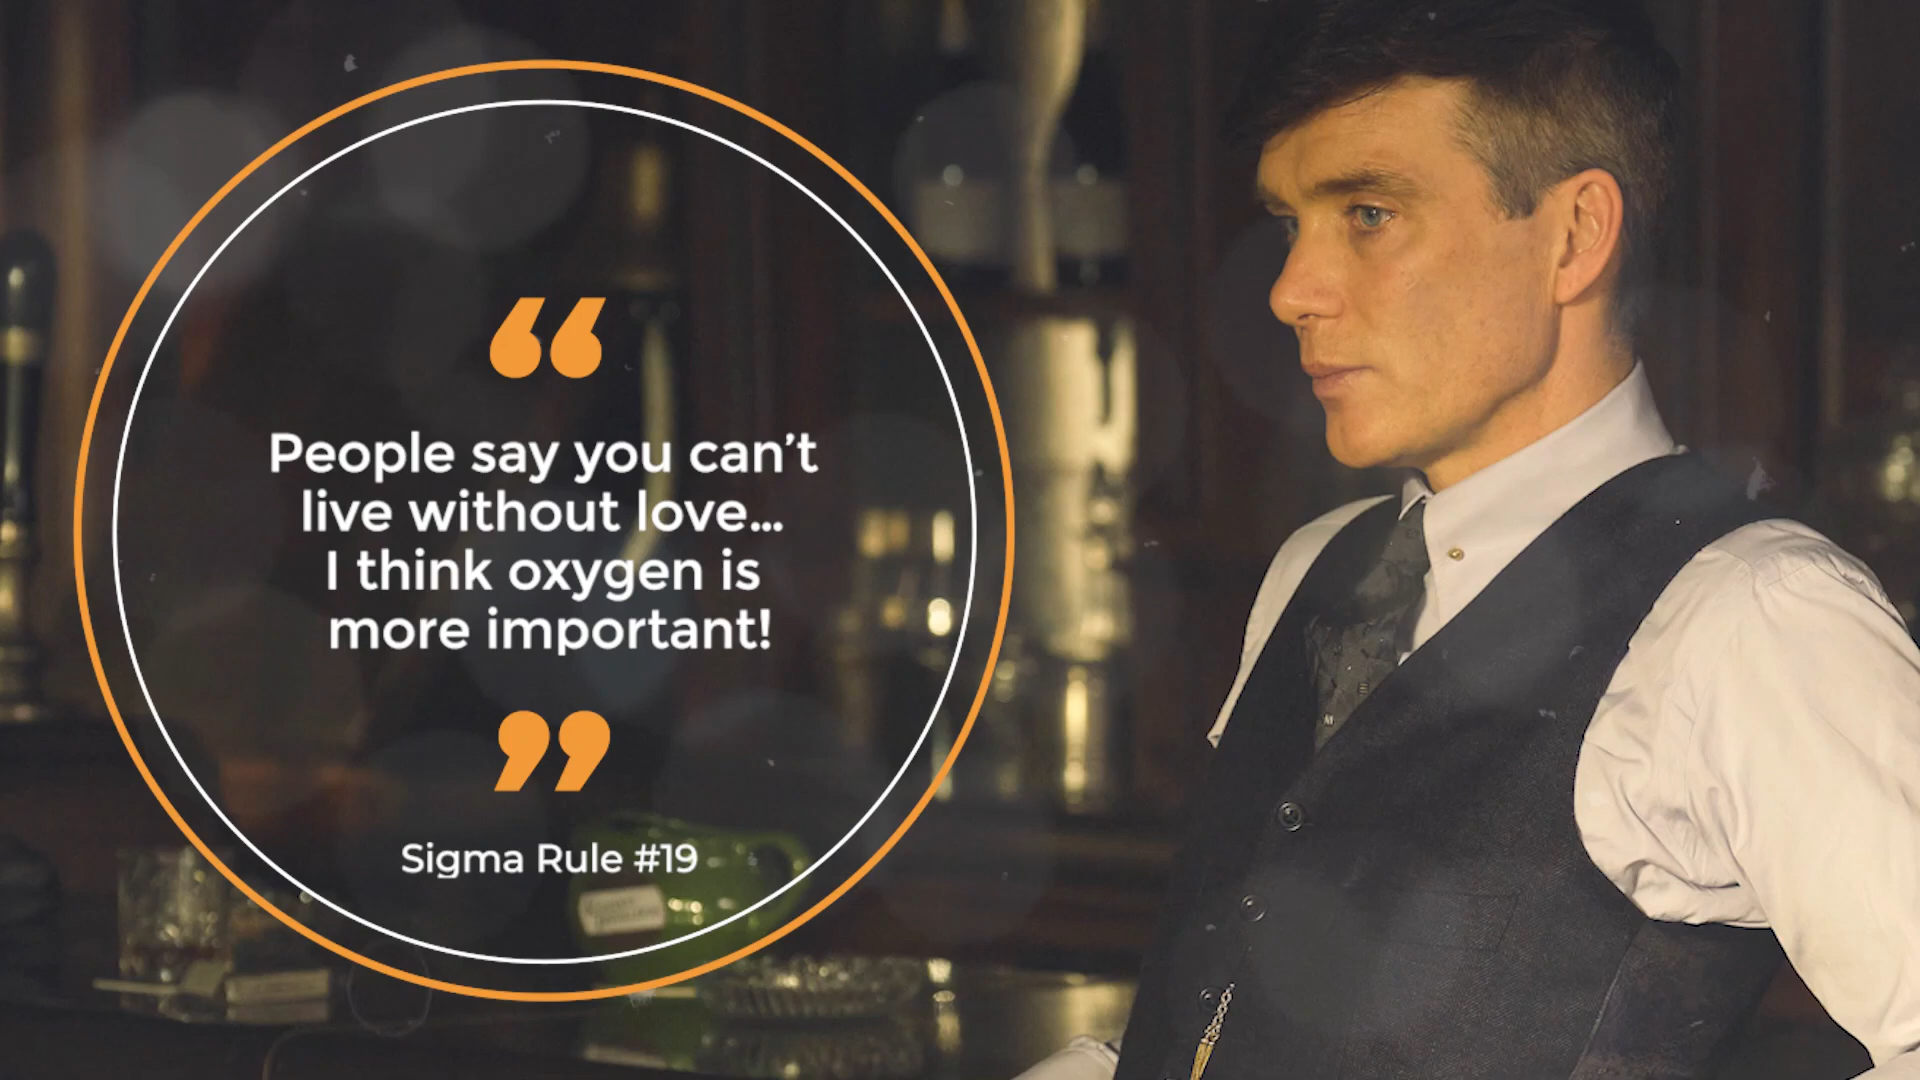 “
People say you can’t
live without love...
I think oxygen is
more important!
”
Sigma Rule #19